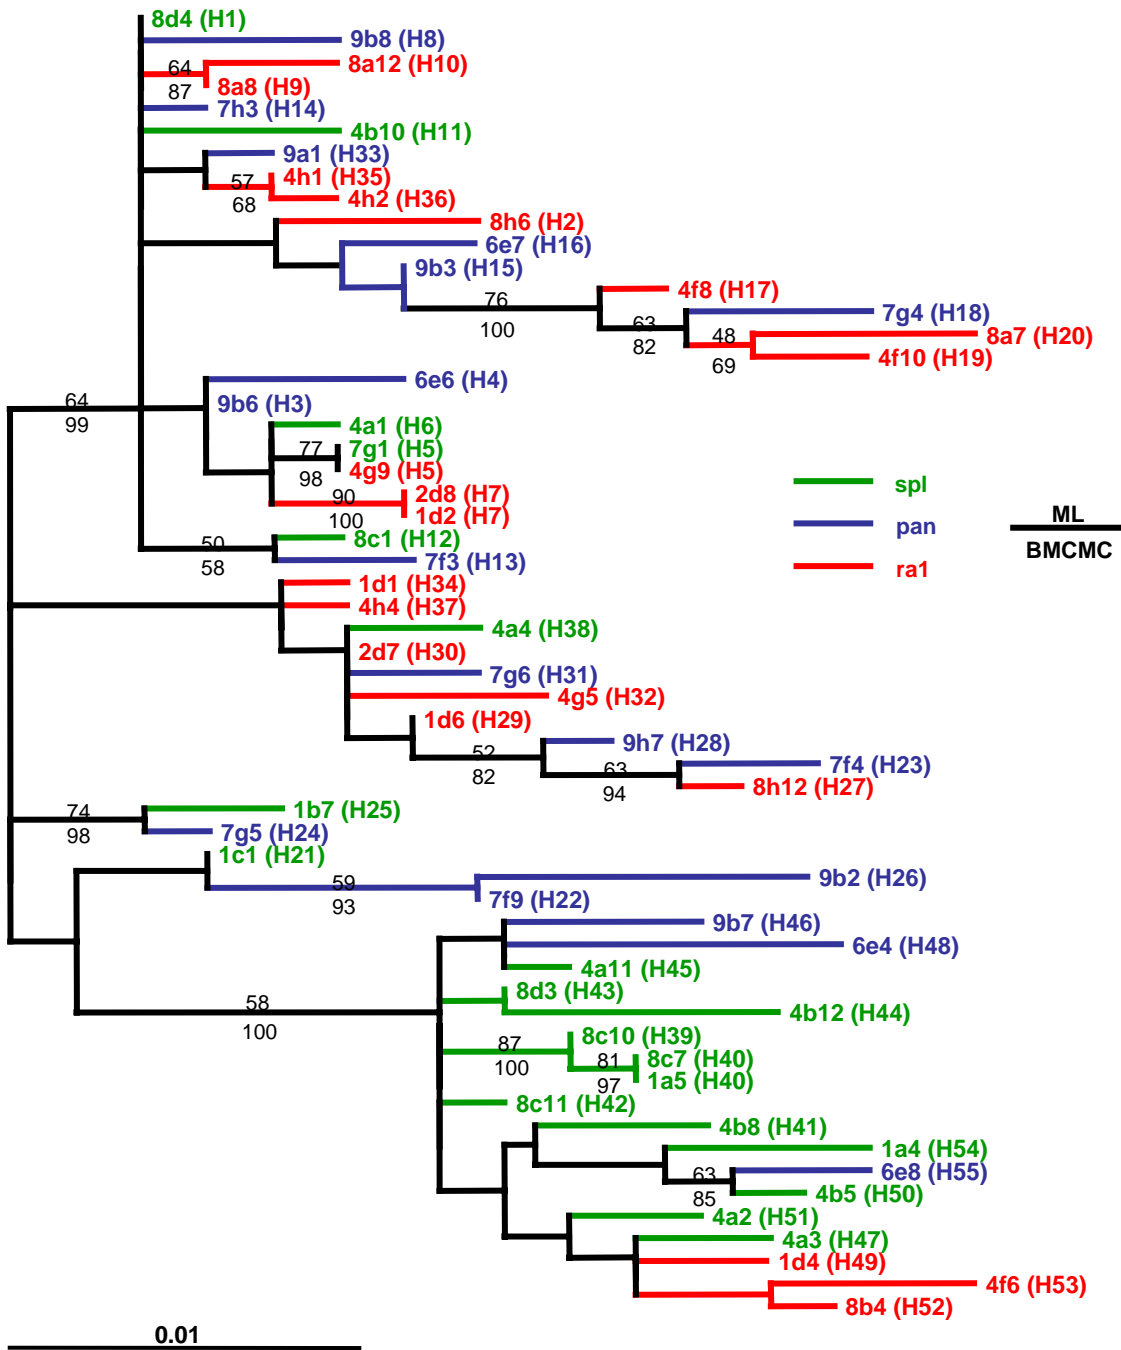 8d4 (H1)
9b8 (H8)
64
8a12 (H10)
87
8a8 (H9)
7h3 (H14)
4b10 (H11)
9a1 (H33)
57
4h1 (H35)
68
4h2 (H36)
8h6 (H2)
6e7 (H16)
9b3 (H15)
76
100
4f8 (H17)
63
82
7g4 (H18)
48
69
8a7 (H20)
4f10 (H19)
64
99
6e6 (H4)
9b6 (H3)
4a1 (H6)
77
98
7g1 (H5)
4g9 (H5)
90
100
2d8 (H7)
1d2 (H7)
50
58
8c1 (H12)
7f3 (H13)
spl
pan
ra1
ML
BMCMC
1d1 (H34)
4h4 (H37)
4a4 (H38)
2d7 (H30)
7g6 (H31)
4g5 (H32)
1d6 (H29)
52
82
9h7 (H28)
63
94
7f4 (H23)
8h12 (H27)
74
98
1b7 (H25)
7g5 (H24)
1c1 (H21)
59
93
9b2 (H26)
7f9 (H22)
9b7 (H46)
6e4 (H48)
4a11 (H45)
58
100
8d3 (H43)
4b12 (H44)
87
100
8c10 (H39)
81
97
8c7 (H40)
1a5 (H40)
8c11 (H42)
4b8 (H41)
1a4 (H54)
63
85
6e8 (H55)
4b5 (H50)
4a2 (H51)
4a3 (H47)
1d4 (H49)
4f6 (H53)
8b4 (H52)
0.01